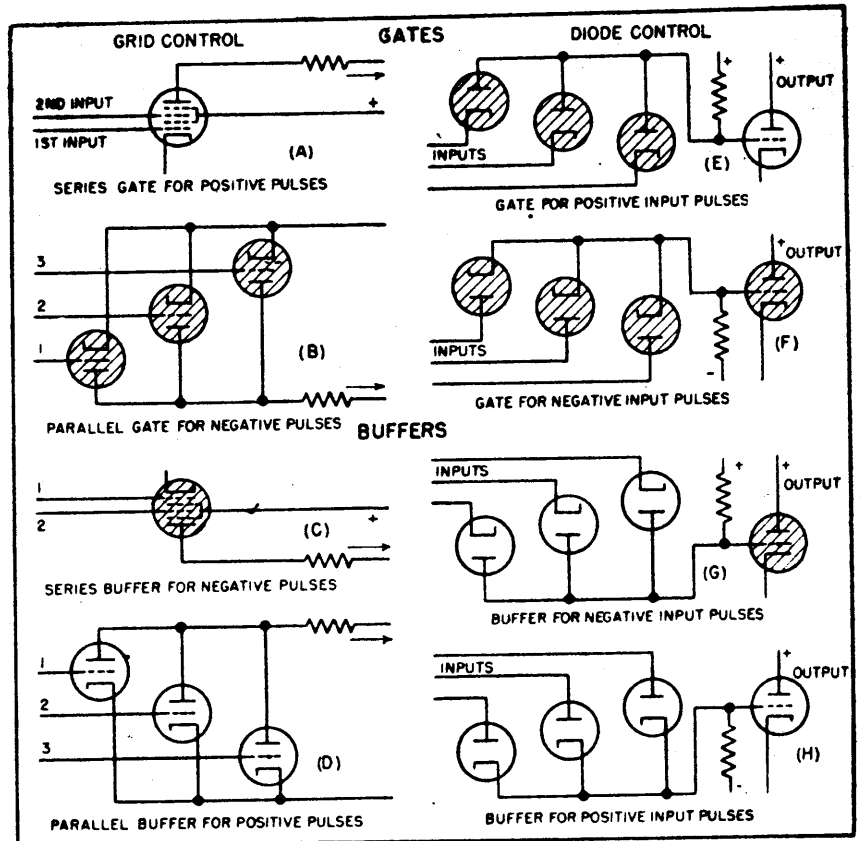 GATES
GRID CONTROL
DIODE CONTROL
2ND INPUT
1ST INPUT
+
(A)
SERIES GATE FOR POSITIVE PULSES
+
+
OUTPUT
INPUTS
(E)
GATE FOR POSITIVE INPUT PULSES
3
2
1
(B)
PARALLEL GATE FOR NEGATIVE PULSES
+
OUTPUT
INPUTS
(F)
-
GATE FOR NEGATIVE INPUT PULSES
BUFFERS
1
2
(C)
+
SERIES BUFFER FOR NEGATIVE PULSES
INPUTS
+
+
OUTPUT
(G)
BUFFER FOR NEGATIVE INPUT PULSES
1
2
3
(D)
PARALLEL BUFFER FOR POSITIVE PULSES
INPUTS
+
OUTPUT
(H)
-
BUFFER FOR POSITIVE INPUT PULSES